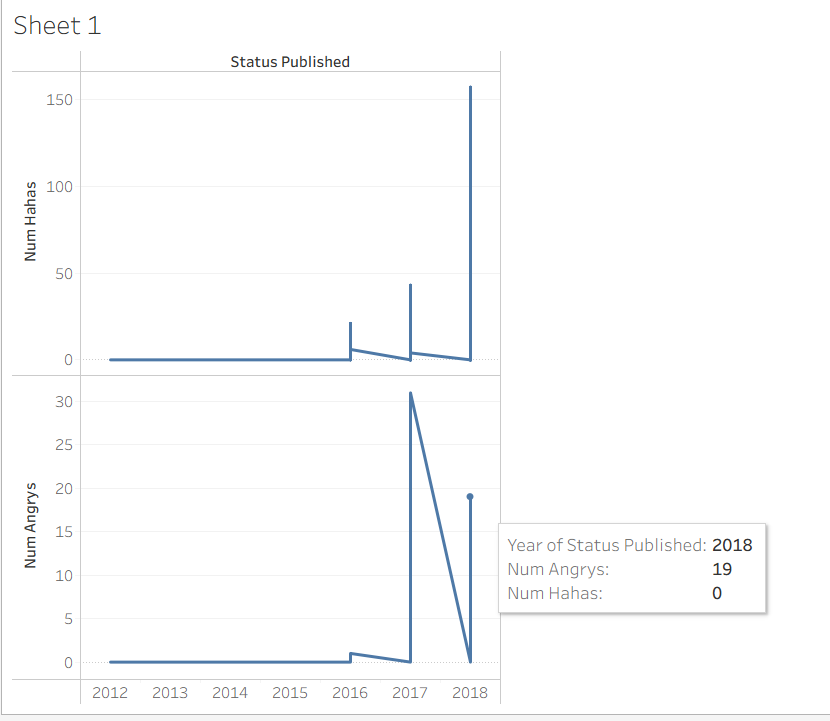 Sheet 1
Status Published
Num Hahas
150
100
50
0
Num Angrys
30
25
20
15
10
5
0
Year of Status Published: 2018
Num Angrys: 19
Num Hahas: 0
2012 2013 2014 2015 2016 2017 2018